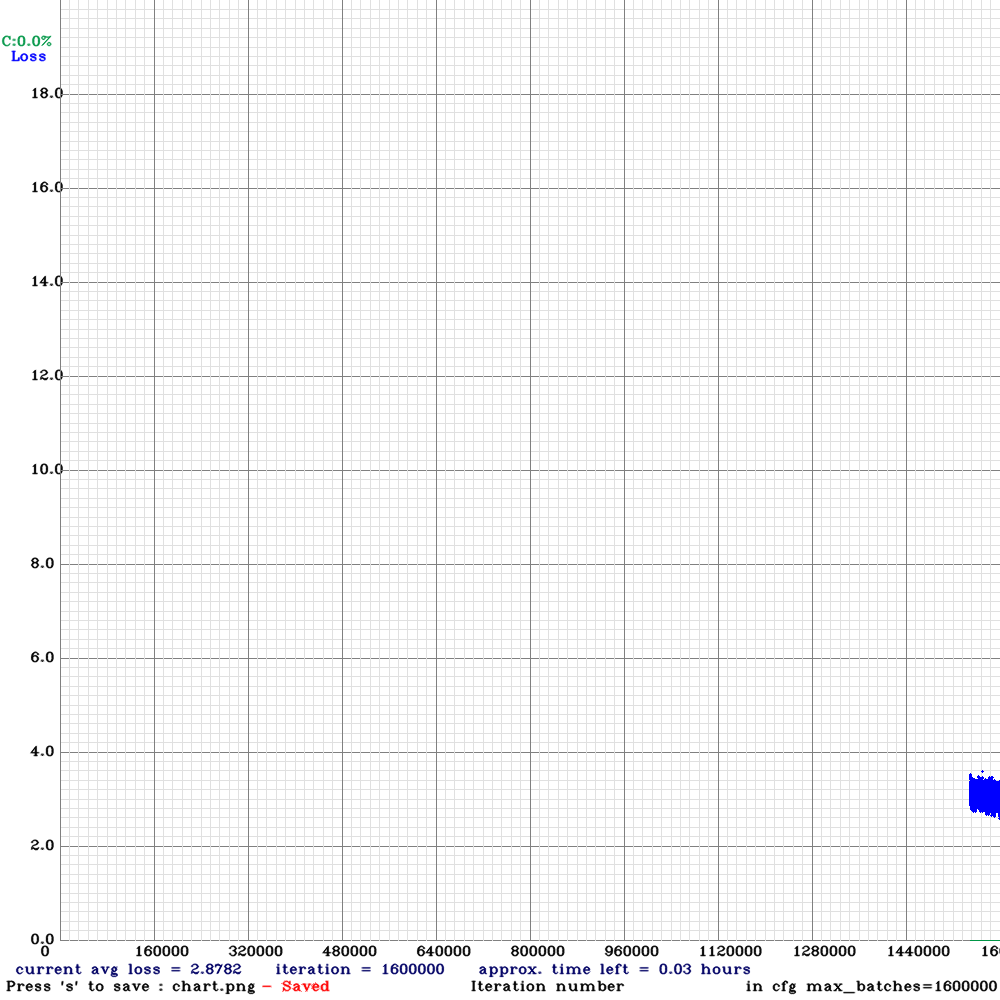 C:0.0%
Loss
18.0
16.0
14.0
12.0
10.0
8.0
6.0
4.0
2.0
0.0
0 160000 320000 480000 640000 800000 960000 1120000 1280000 1440000 160
current avg loss = 2.8782 iteration = 1600000 approx. time left = 0.03 hours
Press 's' to save : chart.png - Saved Iteration number in cfg max_batches=1600000